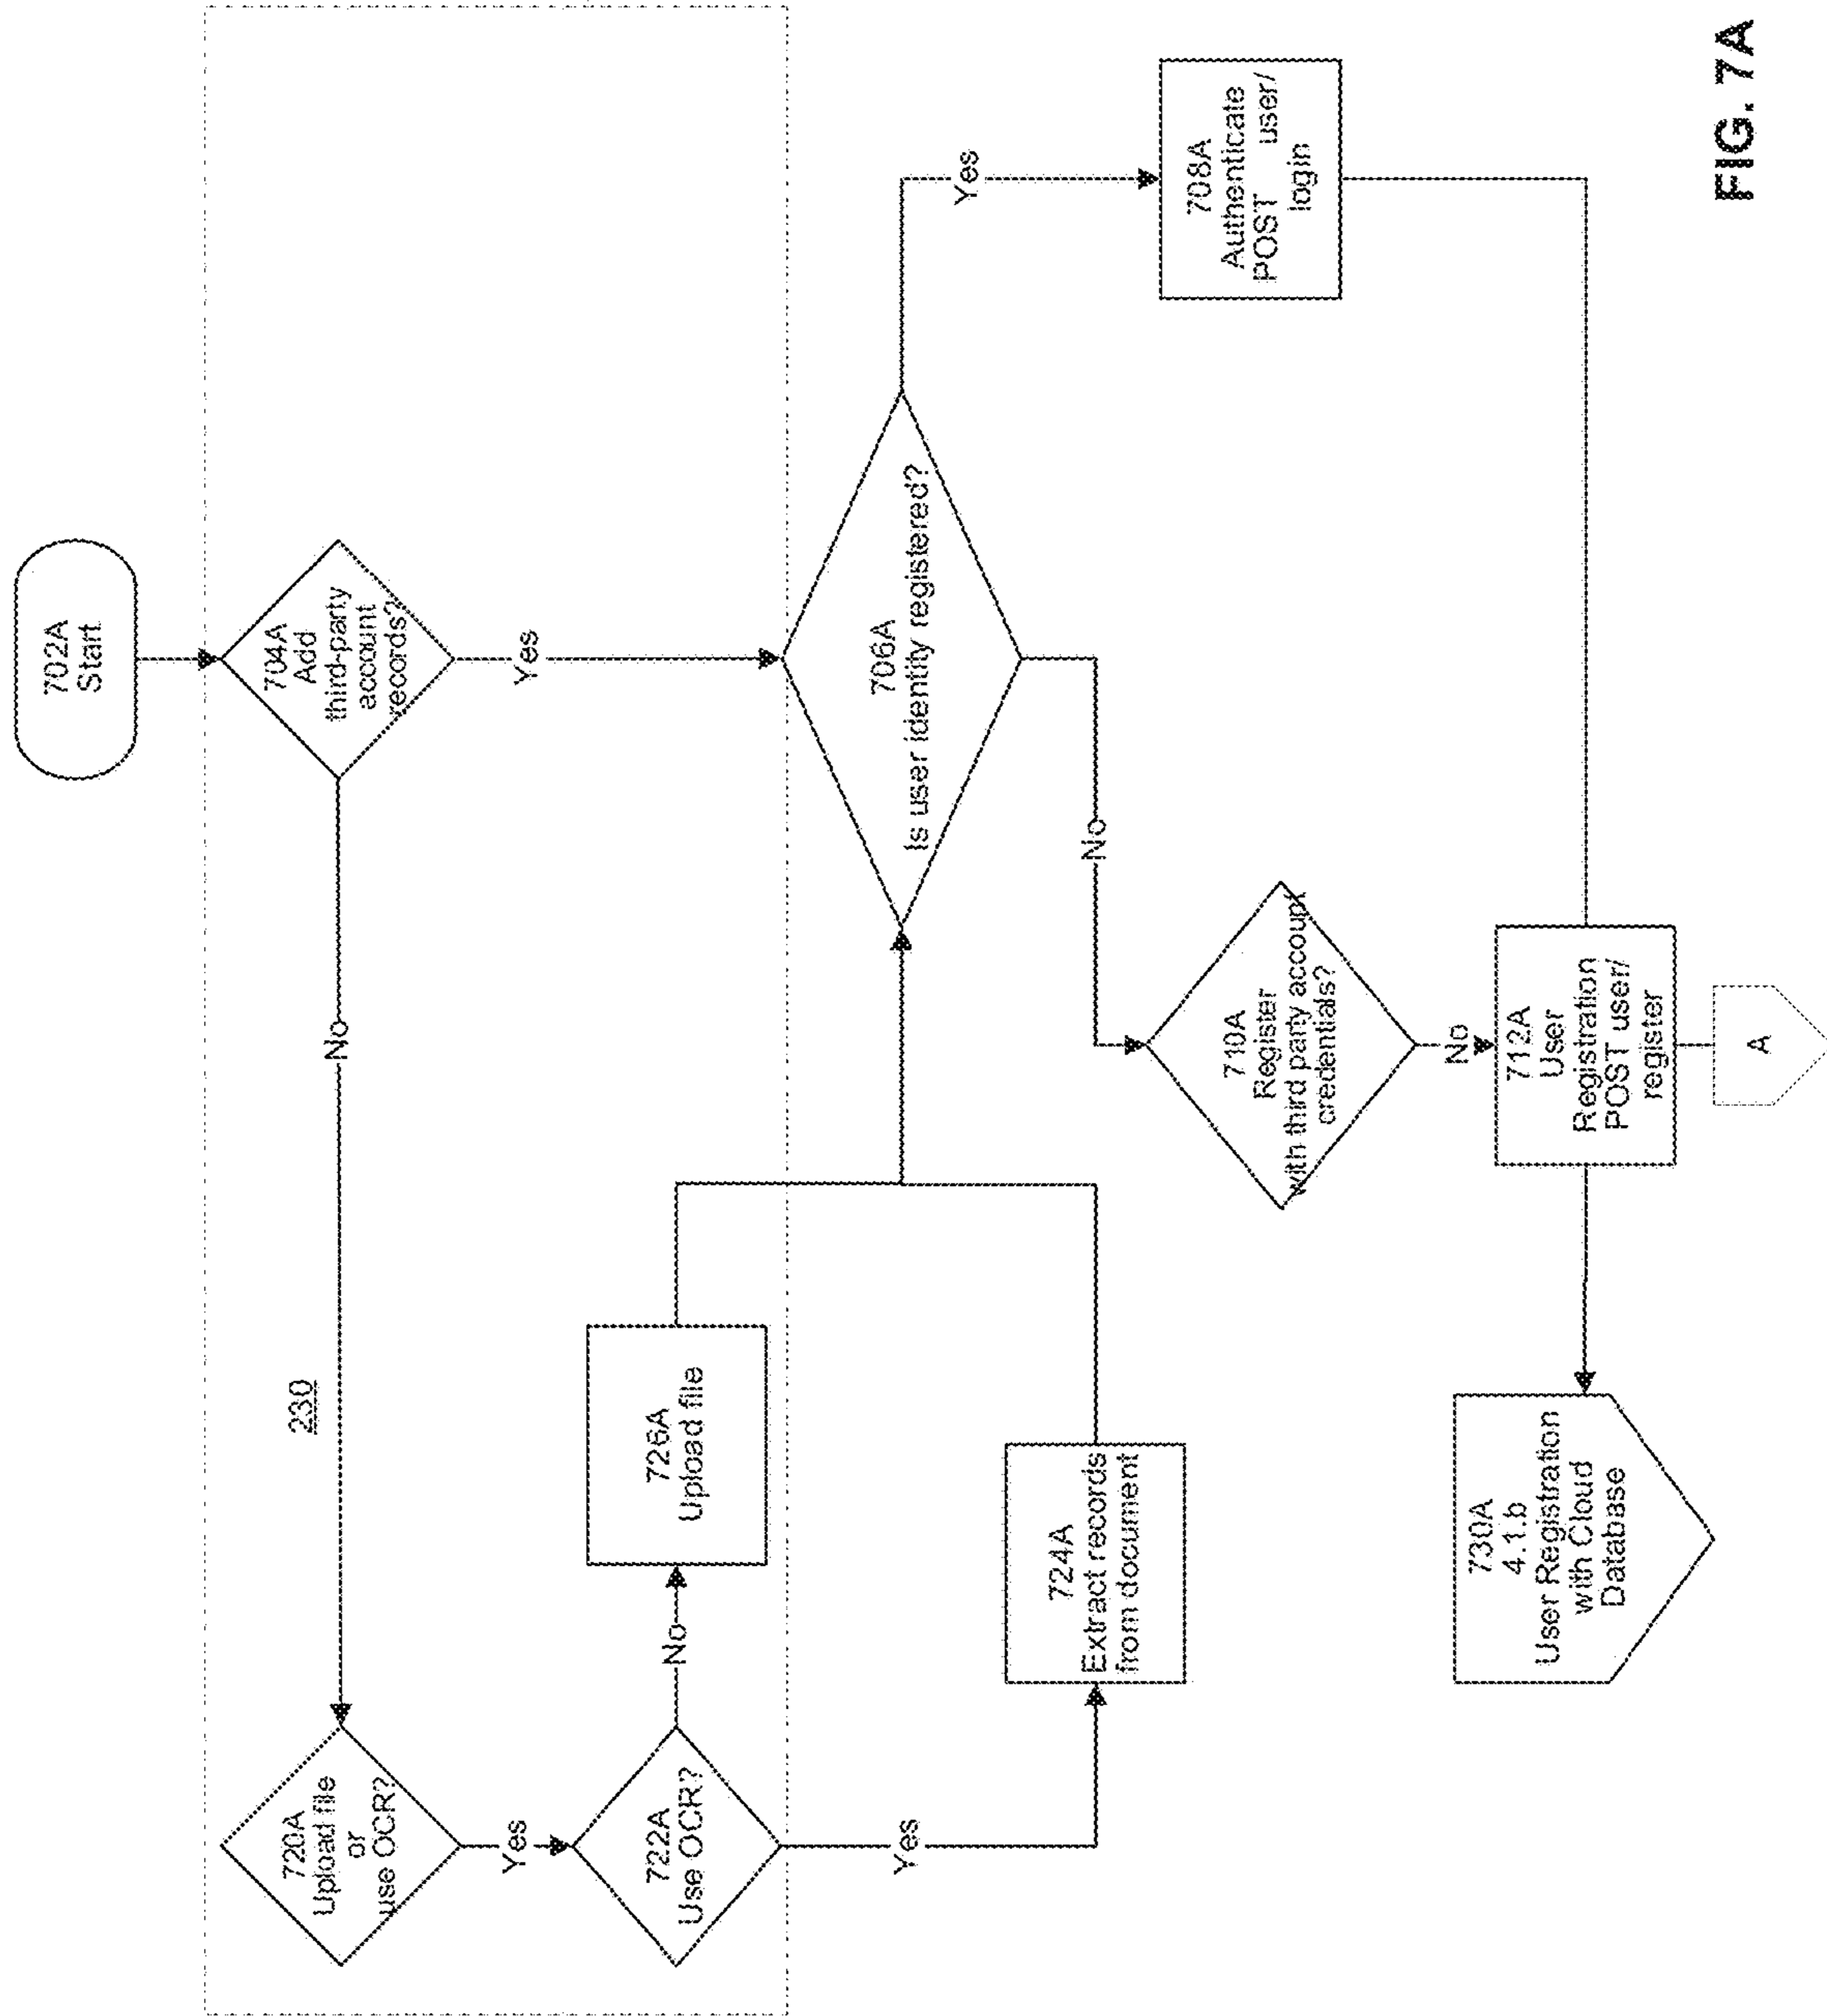 702A
Start
704A
Add
third-party
account
records?
No
230
Yes
720A
Upload file
or
use OCR?
Yes
722A
Use OCR?
No
726A
Upload file
Yes
724A
Extract records
from document
706A
Is user identity registered?
Yes
708A
Authenticate
POST user/
login
No
710A
Register
with third party account
credentials?
No
712A
User
Registration
POST user/
register
A
730A
4.1.b
User Registration
with Cloud
Database
FIG. 7A